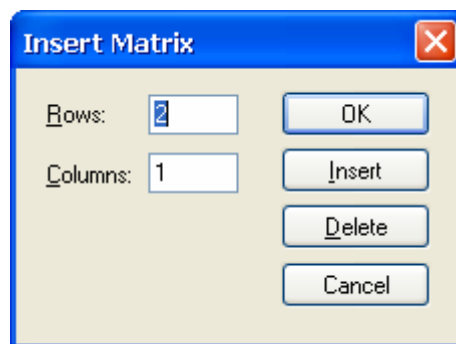 Insert Matrix
Rows: 2 OK
Columns: 1 Insert
Delete
Cancel